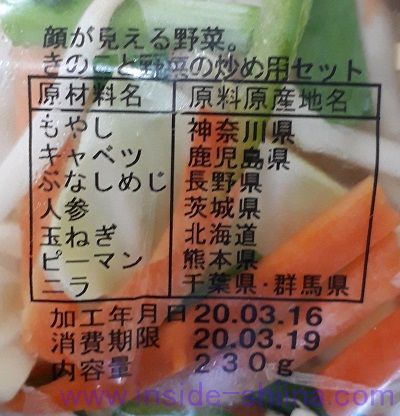 顔が見える野菜。
きのこと野菜の炒め用セット
原材料名 原料原産地名
もやし 神奈川県
キャベツ 鹿児島県
ぶなしめじ 長野県
人参 茨城県
玉ねぎ 北海道
ピーマン 熊本県
ニラ 千葉県・群馬県
加工年月日 20.03.16
消費期限 20.03.19
内容量 230g
www.inside-shina.com